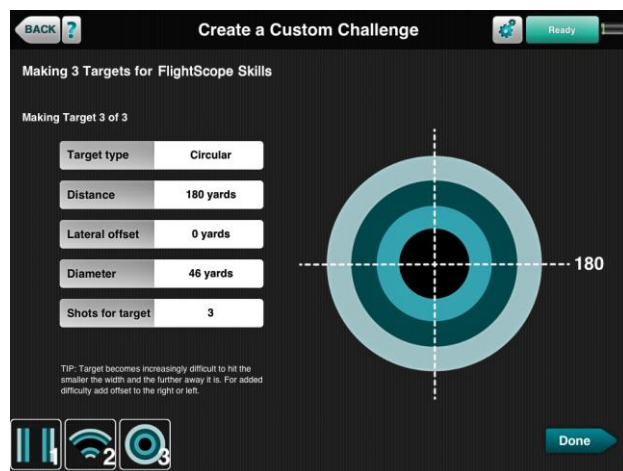 BACK ? Create a Custom Challenge Ready
Making 3 Targets for FlightScope Skills
Making Target 3 of 3
Target type Circular
Distance 180 yards
Lateral offset 0 yards
Diameter 46 yards
Shots for target 3
180
TIP: Target becomes increasingly difficult to hit the
smaller the width and the further away it is. For added
difficulty add offset to the right or left.
1 2 3
Done